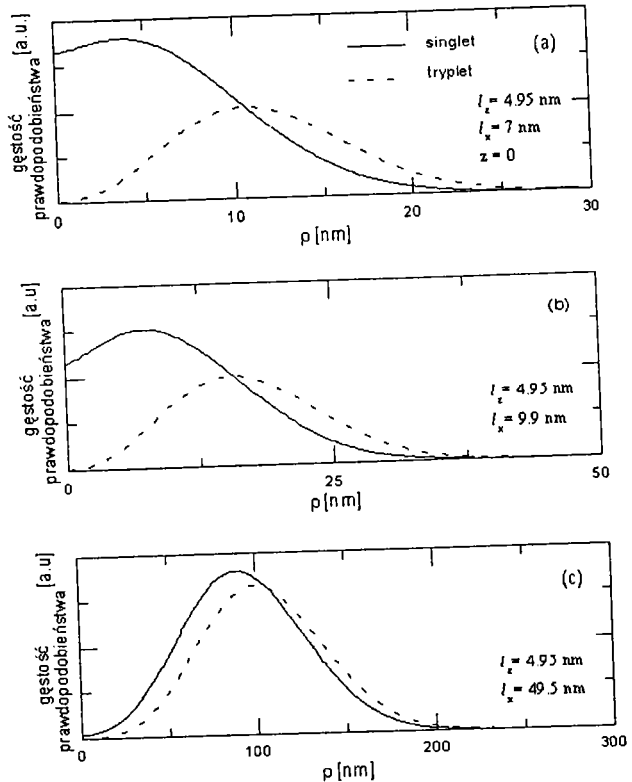 gęstość
prawdopodobieństwa [a.u.]
singlet
tryplet
(a)
l_z = 4.95 nm
l_x = 7 nm
z = 0
0 10 20 30
ρ [nm]
gęstość
prawdopodobieństwa [a.u]
(b)
l_z = 4.95 nm
l_x = 9.9 nm
0 25 50
ρ [nm]
gęstość
prawdopodobieństwa [a.u]
(c)
l_z = 4.95 nm
l_x = 49.5 nm
0 100 200 300
ρ [nm]